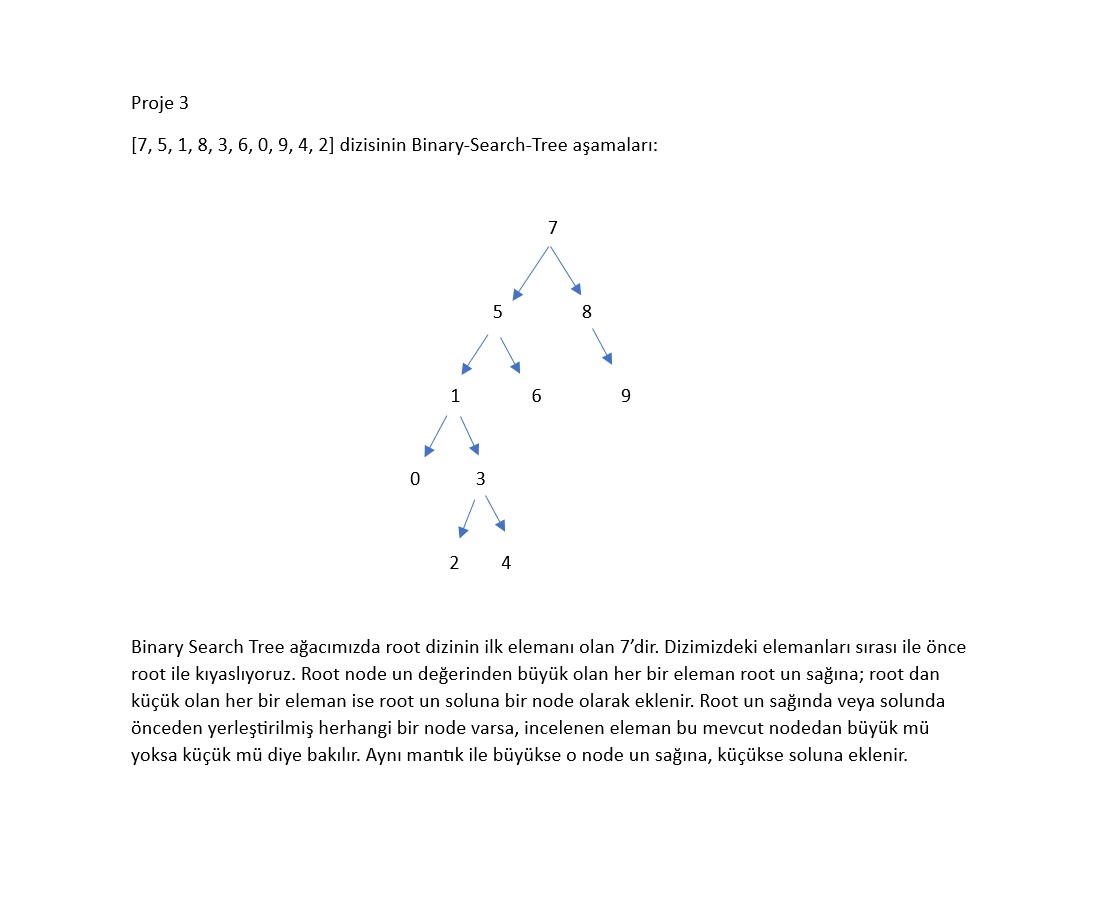 Proje 3
[7, 5, 1, 8, 3, 6, 0, 9, 4, 2] dizisinin Binary-Search-Tree aşamaları:
7
5 8
1 6 9
0 3
2 4
Binary Search Tree ağacımızda root dizinin ilk elemanı olan 7’dir. Dizimizdeki elemanları sırası ile önce
root ile kıyaslıyoruz. Root node un değerinden büyük olan her bir eleman root un sağına; root dan
küçük olan her bir eleman ise root un soluna bir node olarak eklenir. Root un sağında veya solunda
önceden yerleştirilmiş herhangi bir node varsa, incelenen eleman bu mevcut nodedan büyük mü
yoksa küçük mü diye bakılır. Aynı mantık ile büyükse o node un sağına, küçükse soluna eklenir.